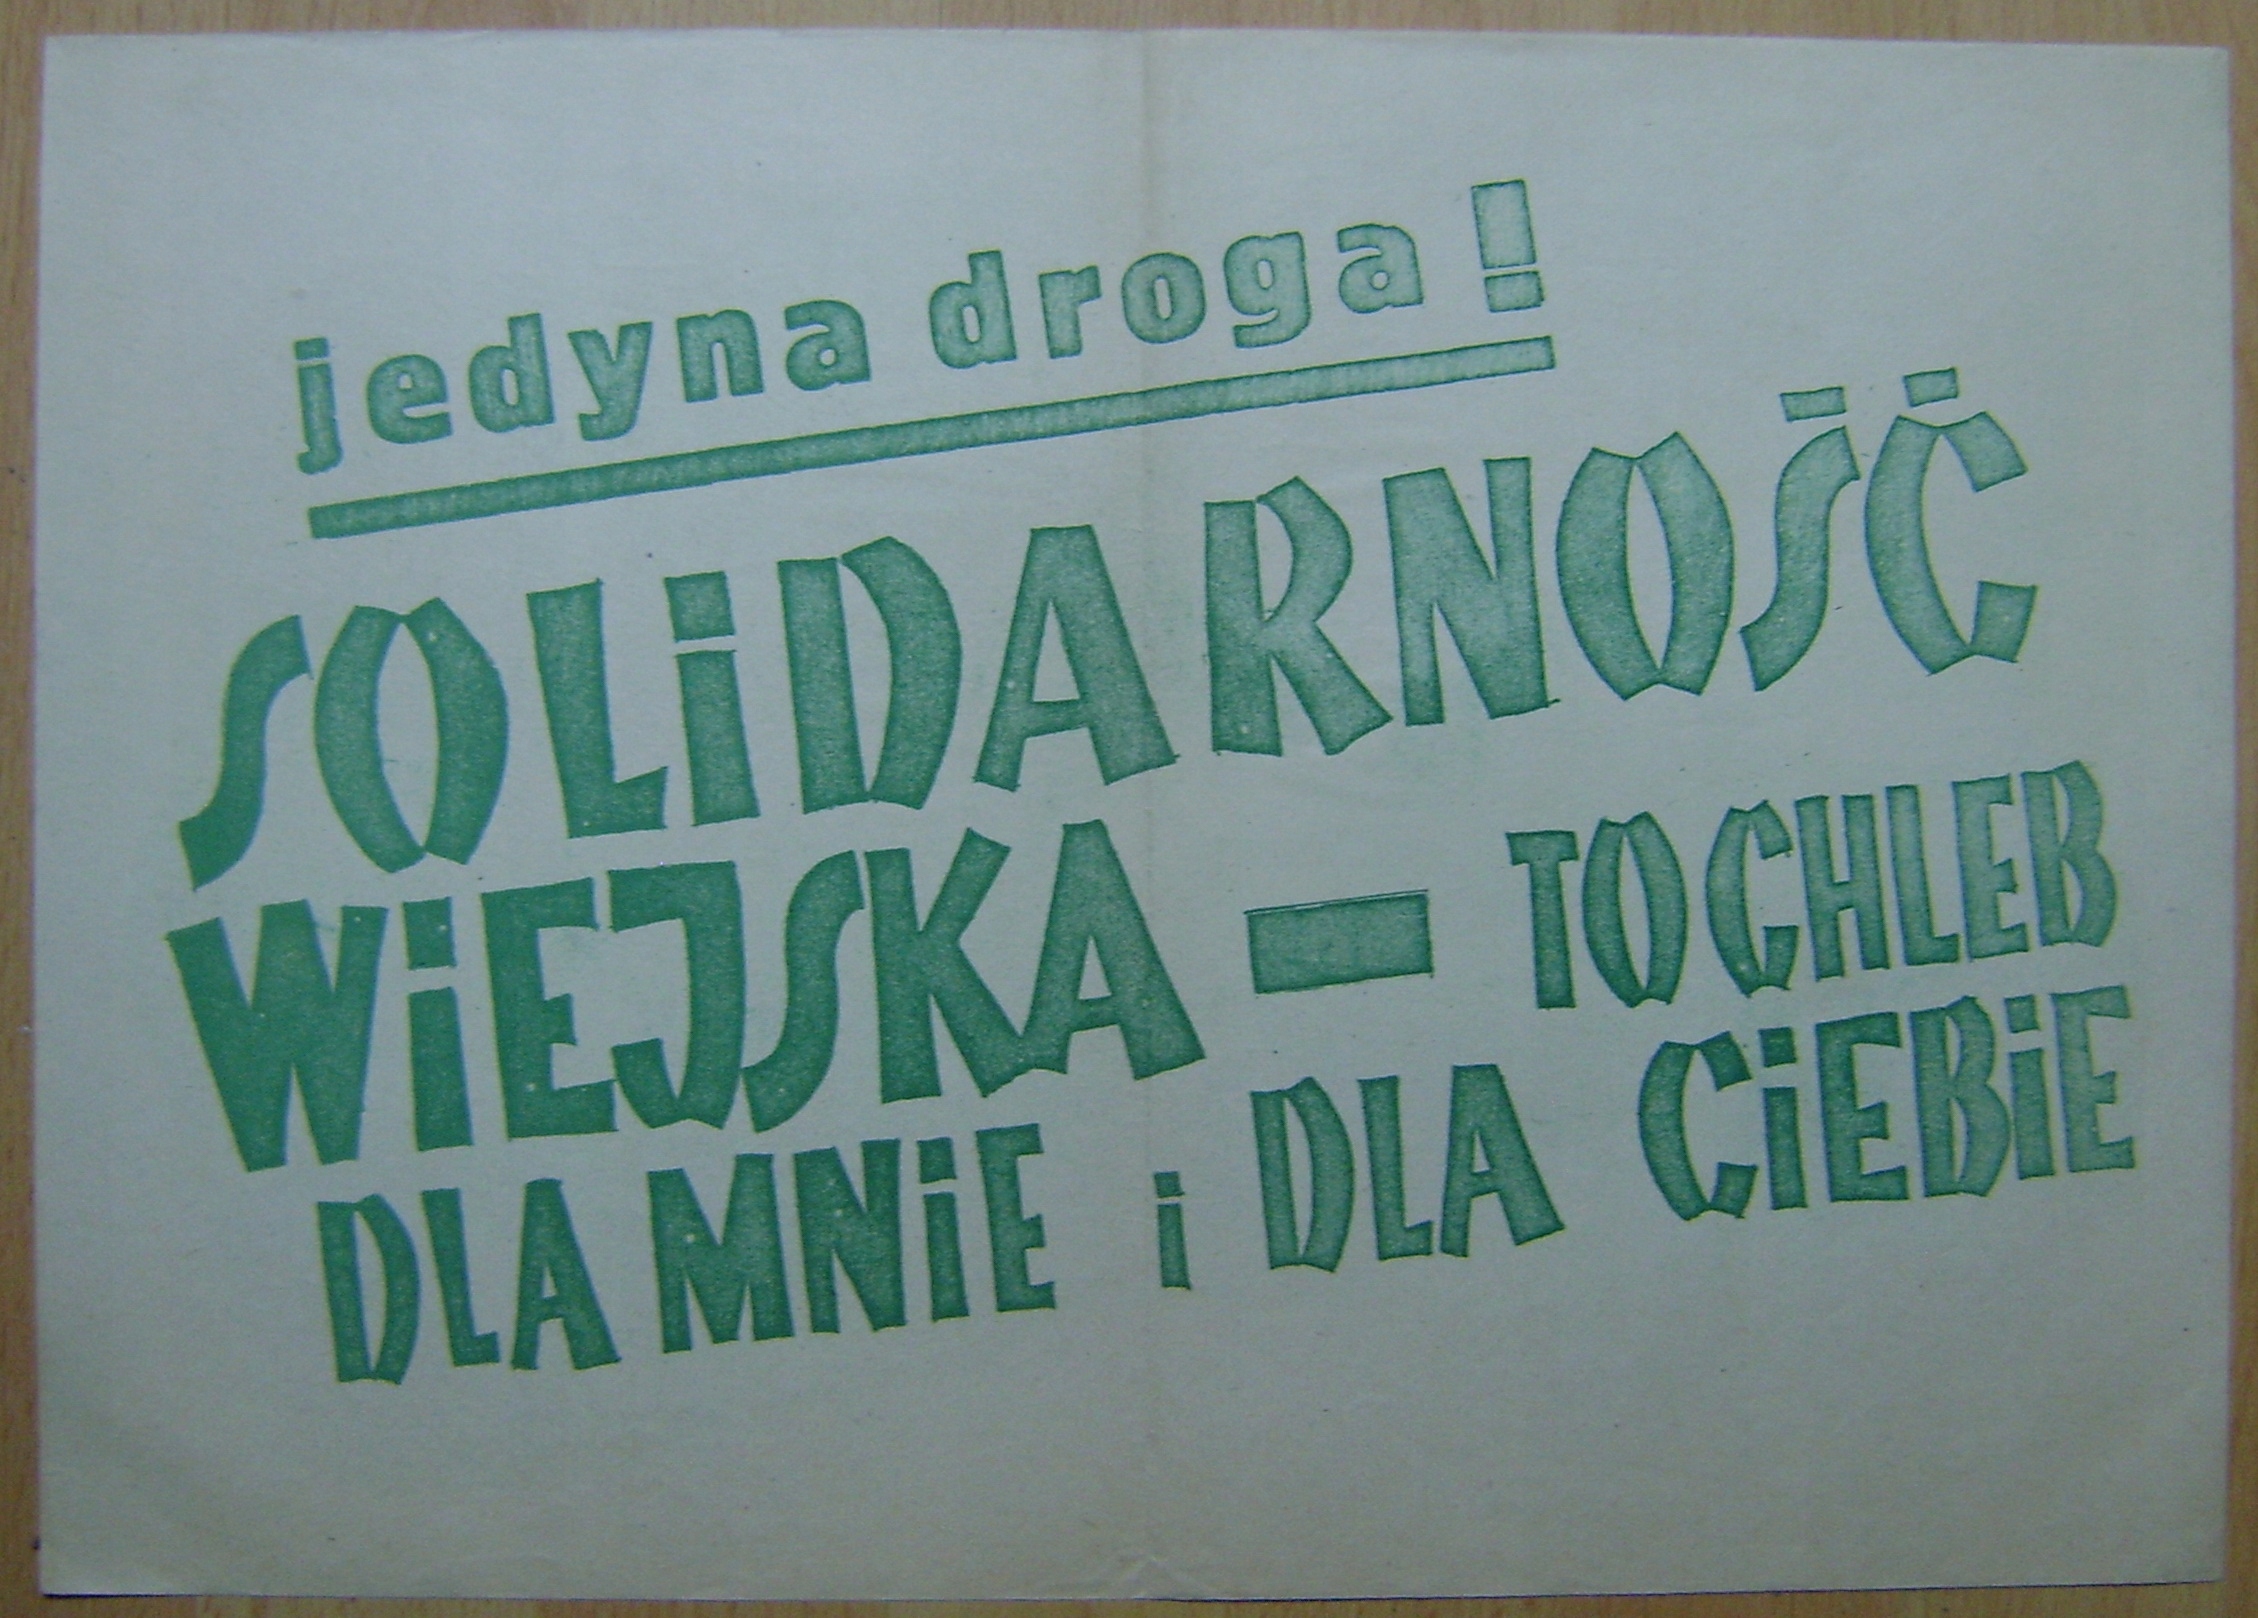 jedyna droga!
SOLiDARNOŚĆ
WiEJSKA - TO CHLEB
DLA MNiE i DLA CiEBiE